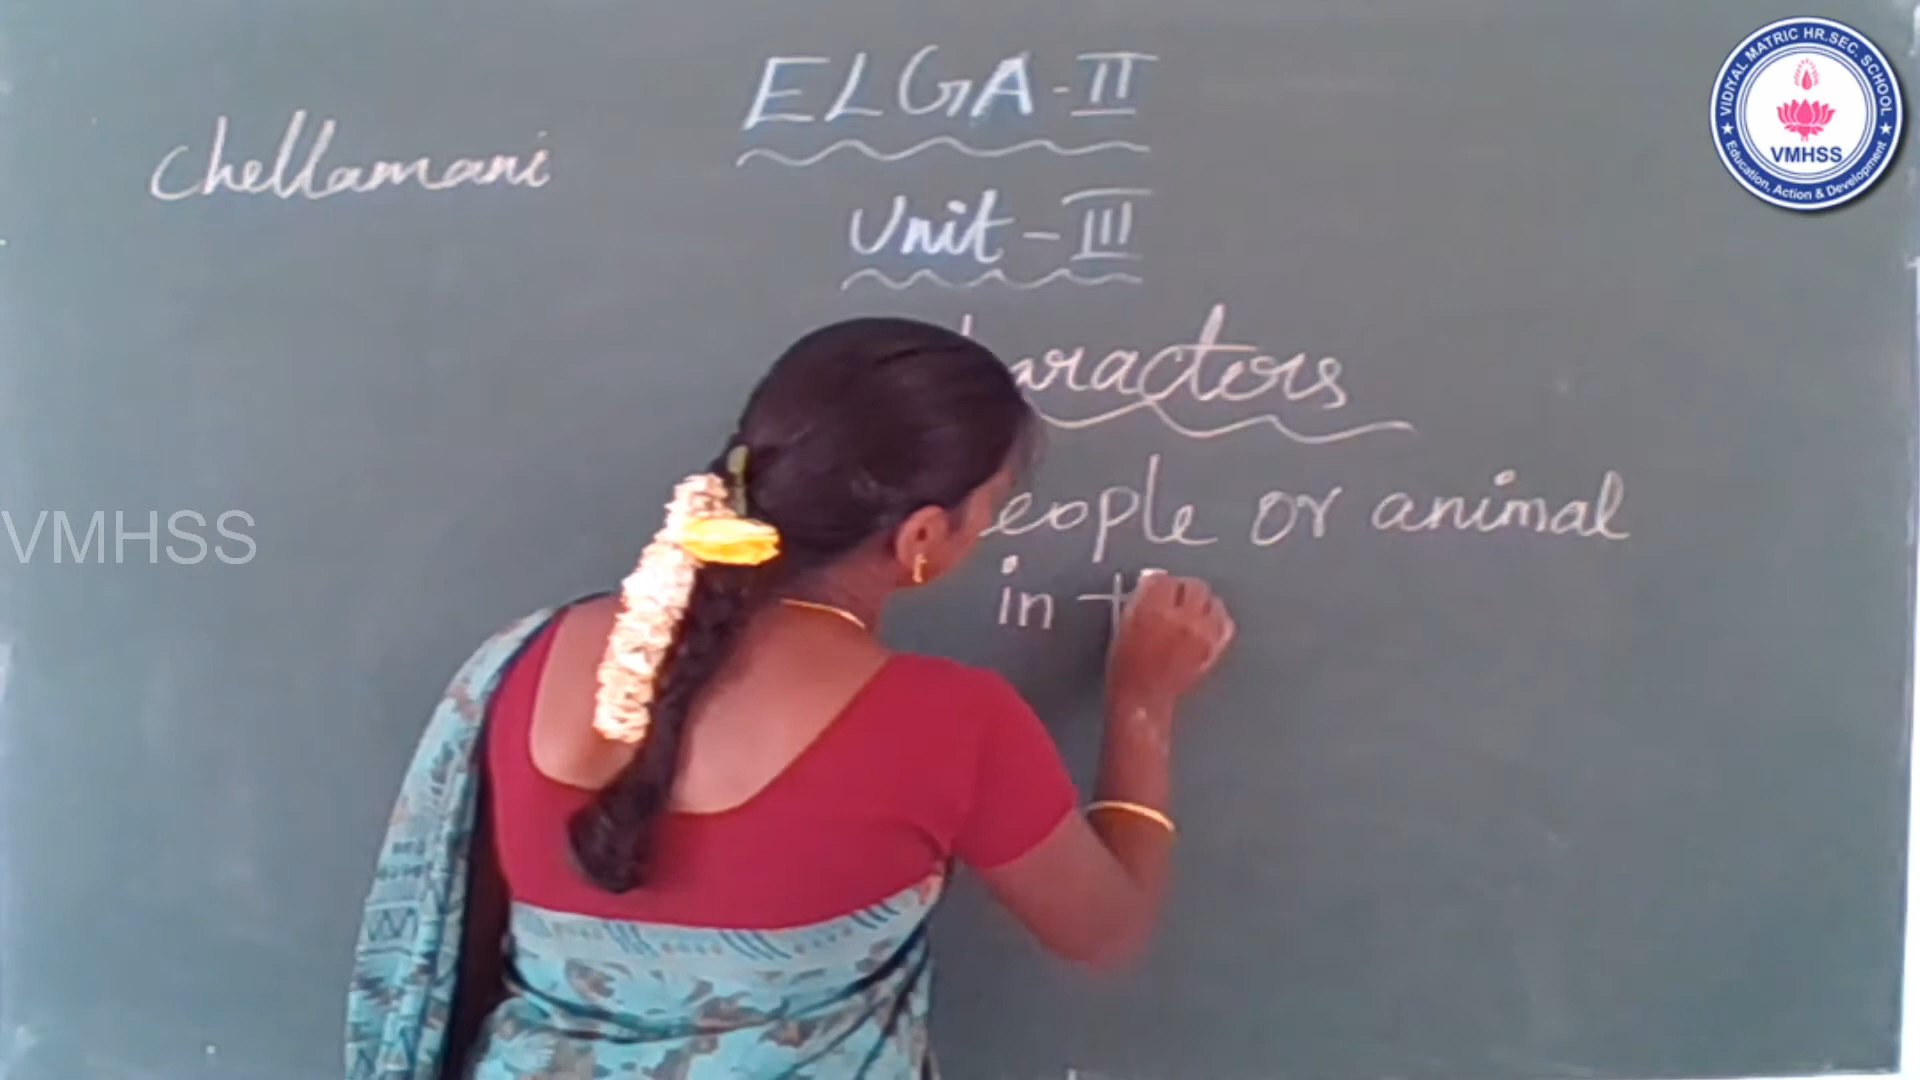 ELGA-II
Chellamani
Unit-III
haractors
eople or animal
in
VMHSS
VIDIYAL MATRIC HR.SEC. SCHOOL
VMHSS
Education, Action & Development